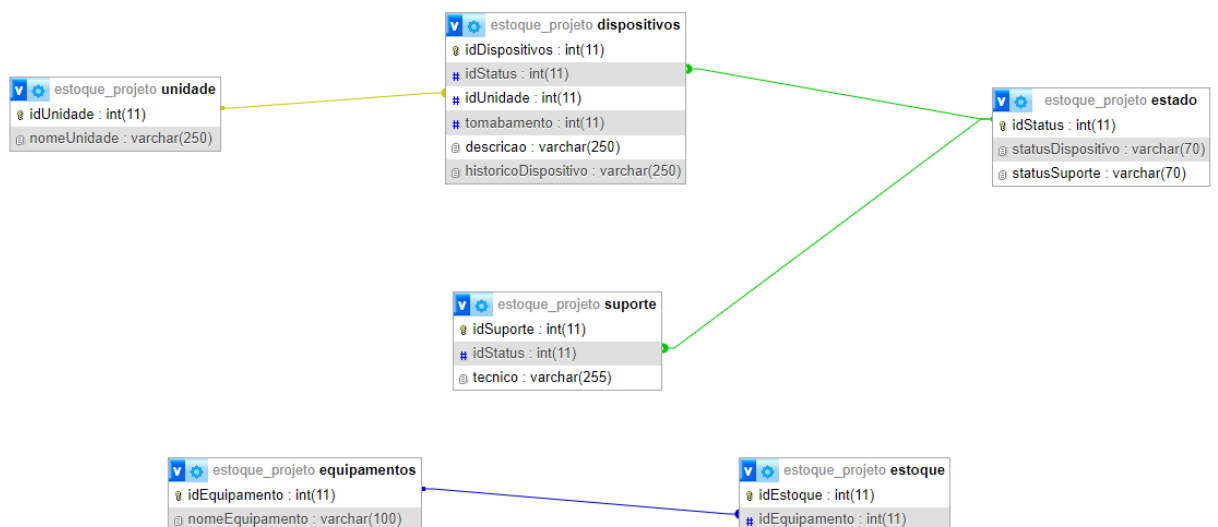 estoque_projeto dispositivos
idDispositivos : int(11)
idStatus : int(11)
idUnidade : int(11)
tomabamento : int(11)
descricao : varchar(250)
historicoDispositivo : varchar(250)
estoque_projeto unidade
idUnidade : int(11)
nomeUnidade : varchar(250)
estoque_projeto estado
idStatus : int(11)
statusDispositivo : varchar(70)
statusSuporte : varchar(70)
estoque_projeto suporte
idSuporte : int(11)
idStatus : int(11)
tecnico : varchar(255)
estoque_projeto equipamentos
idEquipamento : int(11)
nomeEquipamento : varchar(100)
estoque_projeto estoque
idEstoque : int(11)
idEquipamento : int(11)